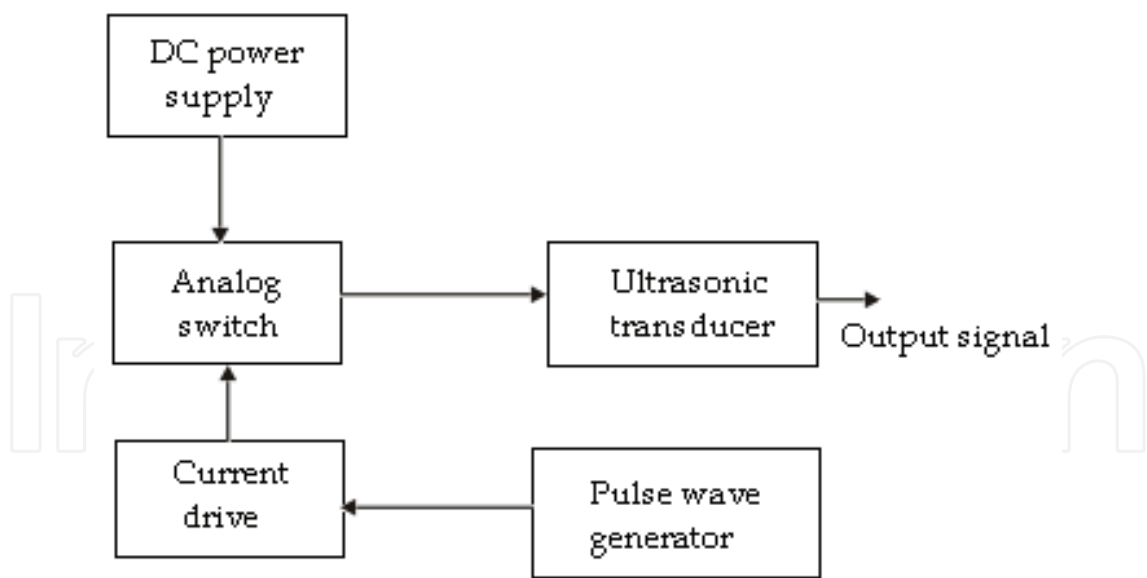 DC power
supply
Analog
switch
Ultrasonic
transducer
Output signal
Current
drive
Pulse wave
generator